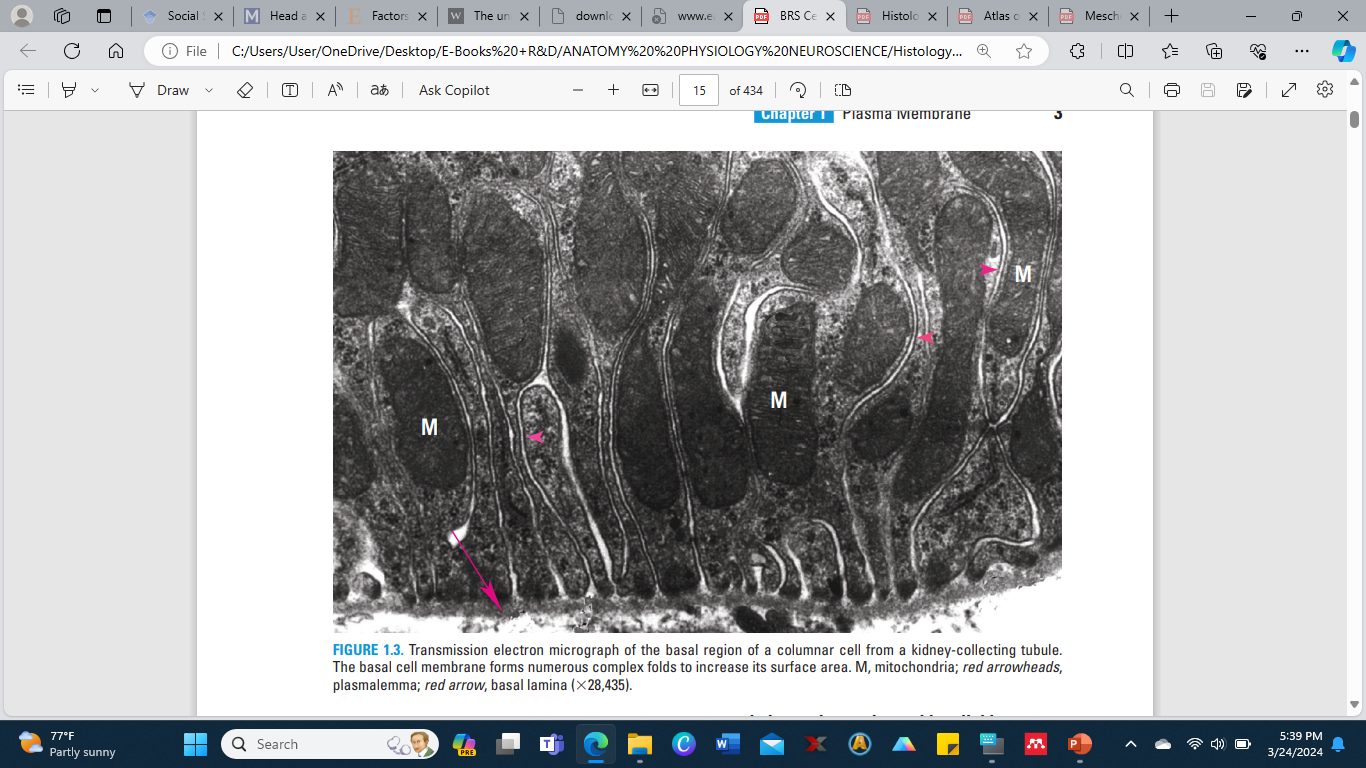 Social S
Head a
Factors
The un
downlo
www.e
BRS Ce
Histolo
Atlas o
Mesch
File
C:/Users/User/OneDrive/Desktop/E-Books%20+R&D/ANATOMY%20%20PHYSIOLOGY%20NEUROSCIENCE/Histology...
Draw
Ask Copilot
15
of 434
Chapter 1 Plasma Membrane 3
M
M
M
FIGURE 1.3. Transmission electron micrograph of the basal region of a columnar cell from a kidney-collecting tubule.
The basal cell membrane forms numerous complex folds to increase its surface area. M, mitochondria; red arrowheads,
plasmalemma; red arrow, basal lamina (×28,435).
77°F
Partly sunny
Search
PRE
5:39 PM
3/24/2024